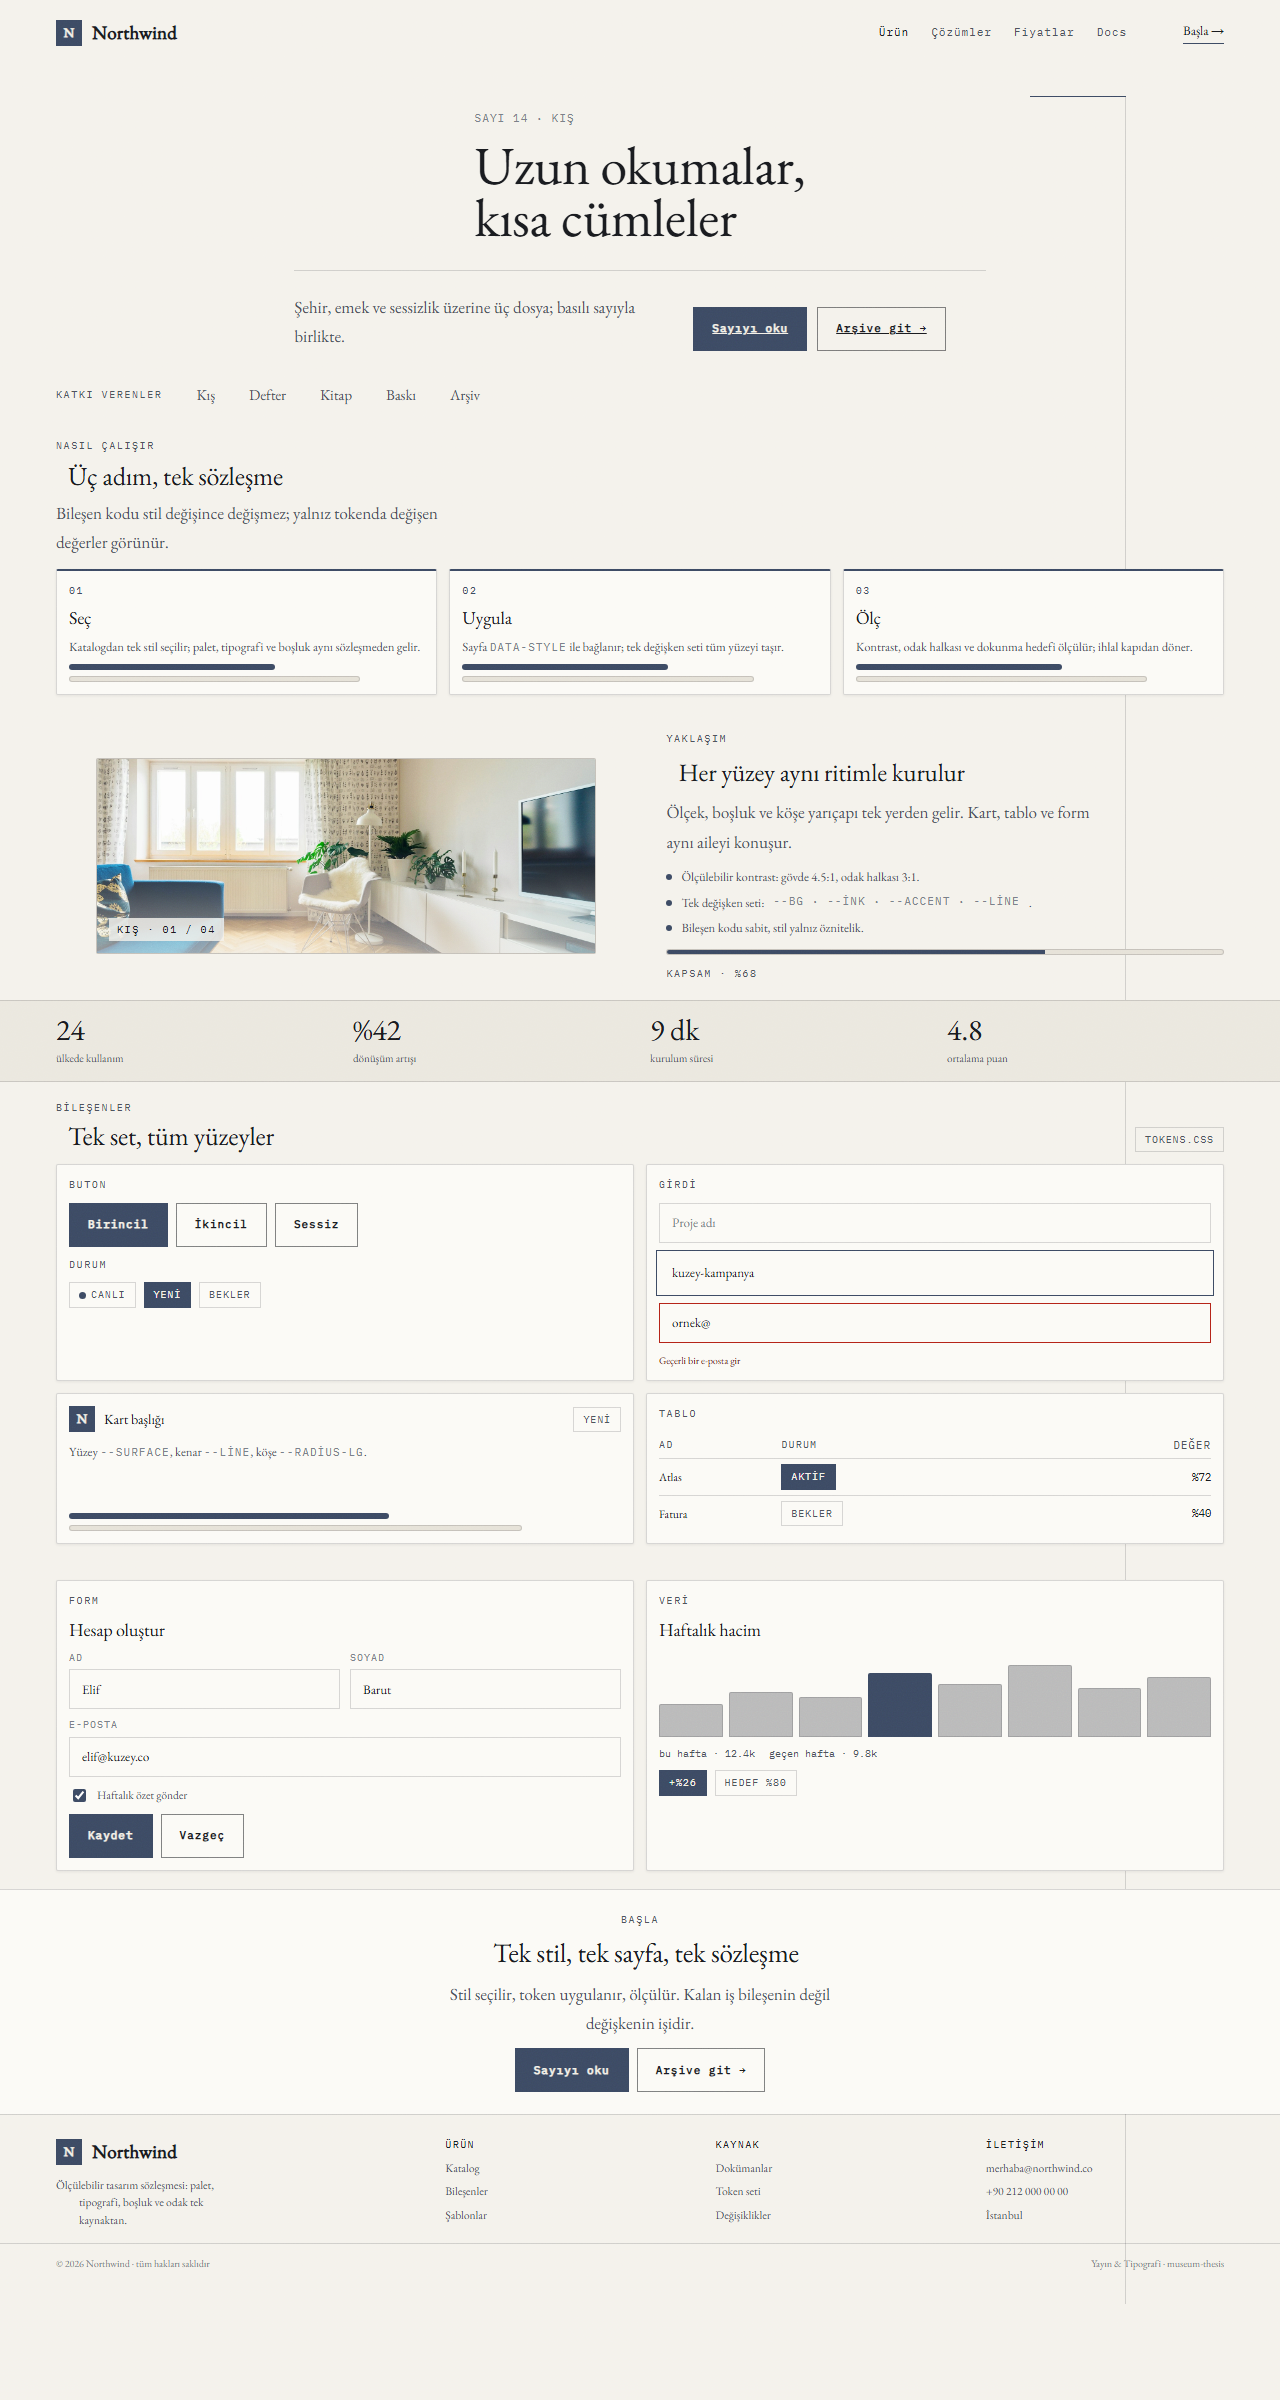 N Northwind
Ürün Çözümler Fiyatlar Docs Başla →
SAYI 14 · KIŞ
Uzun okumalar,
kısa cümleler
Şehir, emek ve sessizlik üzerine üç dosya; basılı sayıyla
birlikte.
Sayıyı oku Arşive git →
KATKI VERENLER Kış Defter Kitap Baskı Arşiv
NASIL ÇALIŞIR
Üç adım, tek sözleşme
Bileşen kodu stil değişince değişmez; yalnız tokenda değişen
değerler görünür.
01
Seç
Katalogdan tek stil seçilir; palet, tipografi ve boşluk aynı sözleşmeden gelir.
02
Uygula
Sayfa DATA-STYLE ile bağlanır; tek değişken seti tüm yüzeyi taşır.
03
Ölç
Kontrast, odak halkası ve dokunma hedefi ölçülür; ihlal kapıdan döner.
KIŞ · 01 / 04
YAKLAŞIM
Her yüzey aynı ritimle kurulur
Ölçek, boşluk ve köşe yarıçapı tek yerden gelir. Kart, tablo ve form
aynı aileyi konuşur.
Ölçülebilir kontrast: gövde 4.5:1, odak halkası 3:1.
Tek değişken seti: --BG · --İNK · --ACCENT · --LİNE .
Bileşen kodu sabit, stil yalnız öznitelik.
KAPSAM · %68
24
ülkede kullanım
%42
dönüşüm artışı
9 dk
kurulum süresi
4.8
ortalama puan
BİLEŞENLER
Tek set, tüm yüzeyler
TOKENS.CSS
BUTON
Birincil İkincil Sessiz
DURUM
CANLI YENİ BEKLER
GİRDİ
Proje adı
kuzey-kampanya
ornek@
Geçerli bir e-posta gir
N Kart başlığı YENİ
Yüzey --SURFACE, kenar --LİNE, köşe --RADİUS-LG.
TABLO
AD DURUM DEĞER
Atlas AKTİF %72
Fatura BEKLER %40
FORM
Hesap oluştur
AD SOYAD
Elif Barut
E-POSTA
elif@kuzey.co
Haftalık özet gönder
Kaydet Vazgeç
VERİ
Haftalık hacim
bu hafta · 12.4k geçen hafta · 9.8k
+%26 HEDEF %80
BAŞLA
Tek stil, tek sayfa, tek sözleşme
Stil seçilir, token uygulanır, ölçülür. Kalan iş bileşenin değil
değişkenin işidir.
Sayıyı oku Arşive git →
N Northwind
Ölçülebilir tasarım sözleşmesi: palet,
tipografi, boşluk ve odak tek
kaynaktan.
ÜRÜN
Katalog
Bileşenler
Şablonlar
KAYNAK
Dokümanlar
Token seti
Değişiklikler
İLETİŞİM
merhaba@northwind.co
+90 212 000 00 00
İstanbul
© 2026 Northwind · tüm hakları saklıdır
Yayın & Tipografi · museum-thesis